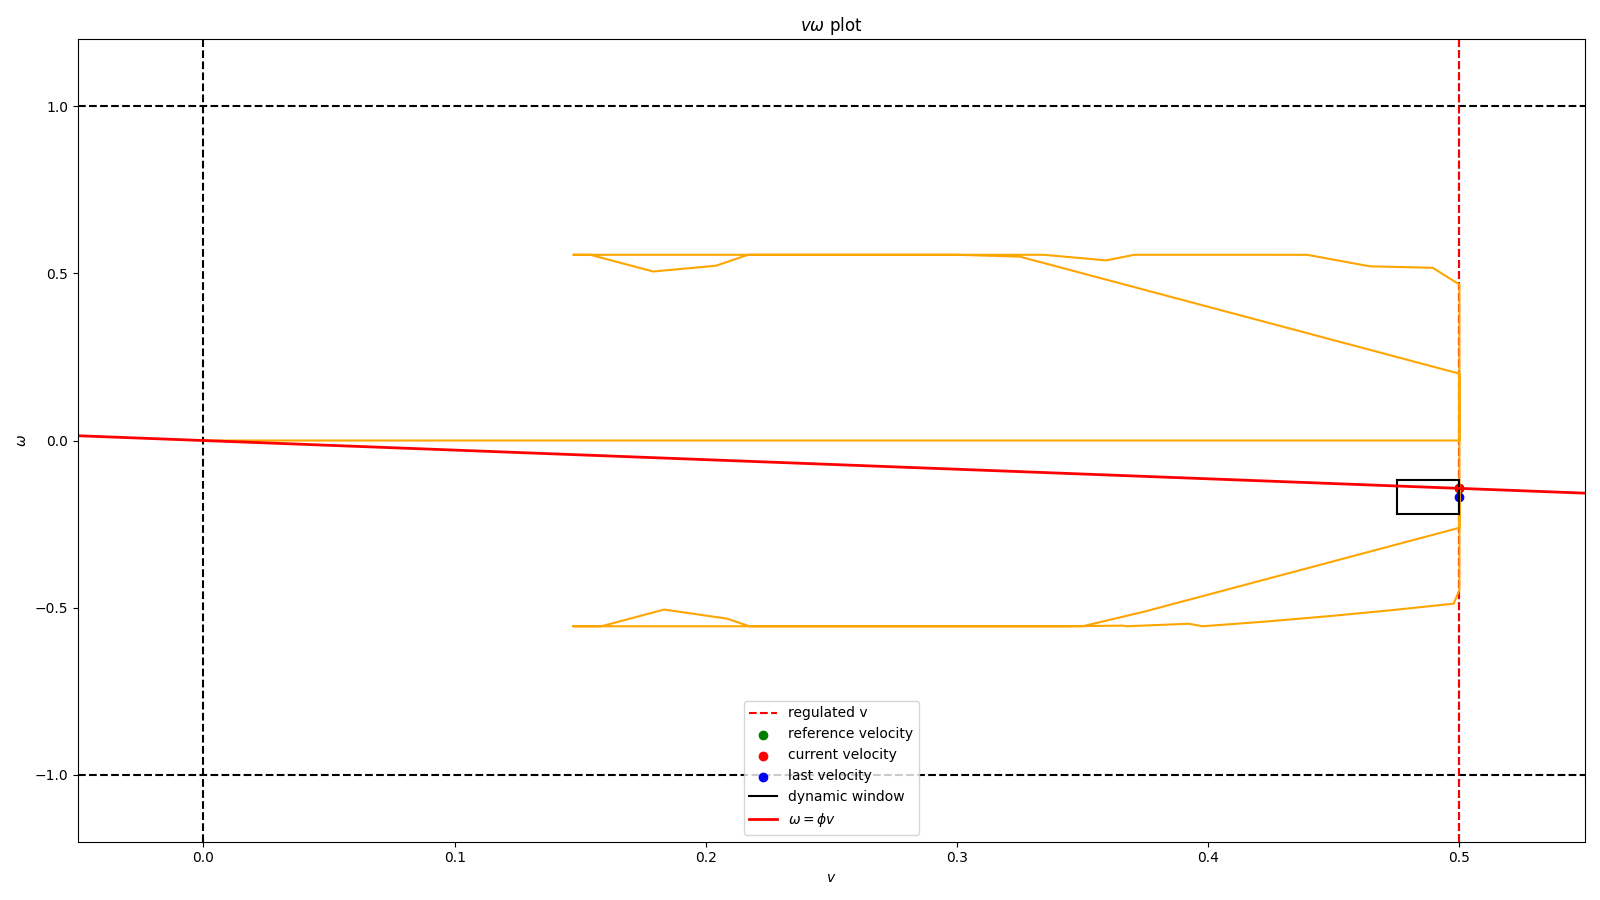 vω plot
1.0
0.5
0.0
−0.5
−1.0
ω
0.0
0.1
0.2
0.3
0.4
0.5
v
regulated v
reference velocity
current velocity
last velocity
dynamic window
ω = ϕv